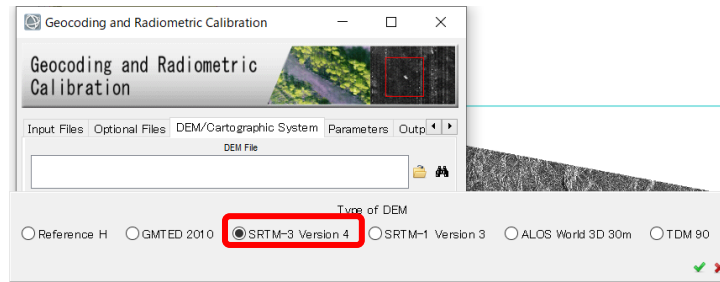 Geocoding and Radiometric Calibration
Geocoding and Radiometric
Calibration
Input Files Optional Files DEM/Cartographic System Parameters Outp
DEM File
Type of DEM
Reference H GMTED 2010 SRTM-3 Version 4 SRTM-1 Version 3 ALOS World 3D 30m TDM 90